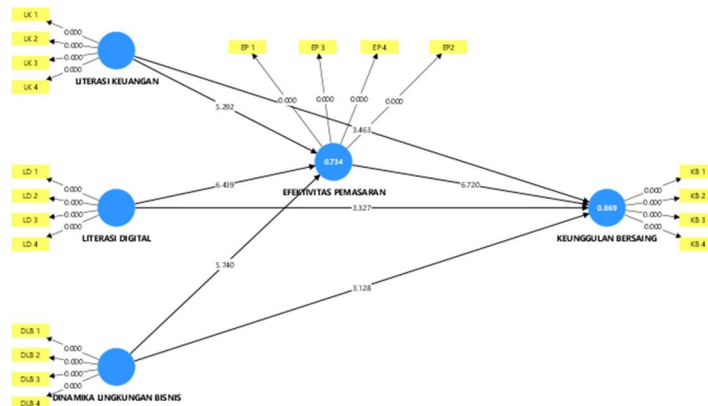 LK 1
LK 2
LK 3
LK 4
0.000
0.000
0.000
0.000
LITERASI KEUANGAN
EP 1
EP 3
EP 4
EP2
0.000
0.000
0.000
0.000
5.292
3.463
0.734
EFEKTIVITAS PEMASARAN
LD 1
LD 2
LD 3
LD 4
0.000
0.000
0.000
0.000
LITERASI DIGITAL
6.439
6.720
3.327
KB 1
KB 2
KB 3
KB 4
0.000
0.000
0.000
0.000
0.869
KEUNGGULAN BERSAING
5.740
3.128
DLB 1
DLB 2
DLB 3
DLB 4
0.000
0.000
0.000
0.000
DINAMIKA LINGKUNGAN BISNIS